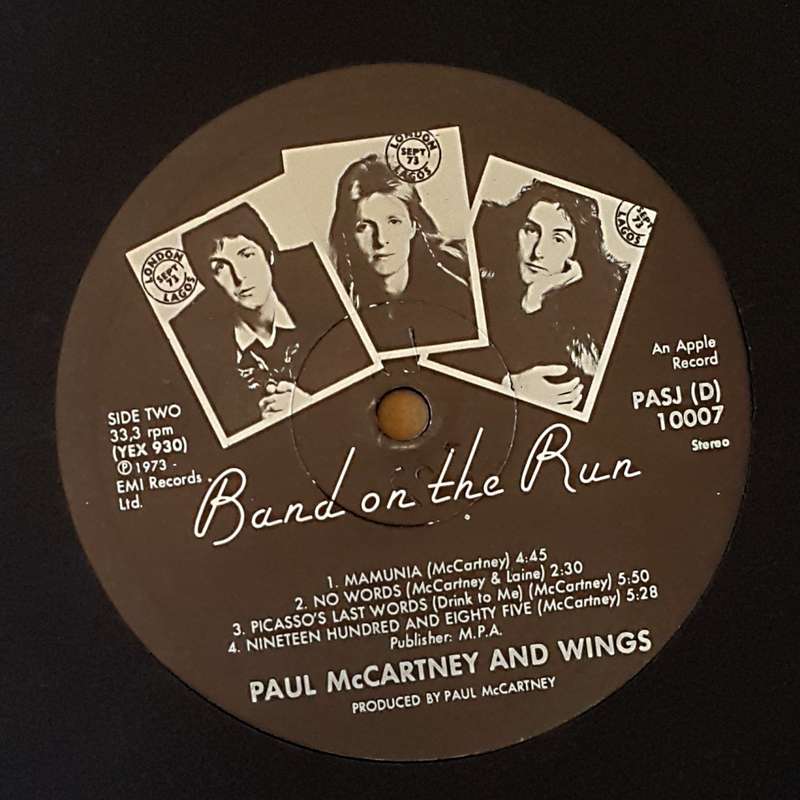 LONDON
SEPT
73
LAGOS
LONDON
SEPT
73
LAGOS
SEPT
73
An Apple
Record
PASJ (D)
10007
Stereo
SIDE TWO
33,3 rpm
(YEX 930)
Ⓟ 1973 -
EMI Records
Ltd.
Band on the Run
1. MAMUNIA (McCartney) 4:45
2. NO WORDS (McCartney & Laine) 2:30
3. PICASSO'S LAST WORDS (Drink to Me) (McCartney) 5:50
4. NINETEEN HUNDRED AND EIGHTY FIVE (McCartney) 5:28
Publisher: M.P.A.
PAUL McCARTNEY AND WINGS
PRODUCED BY PAUL McCARTNEY